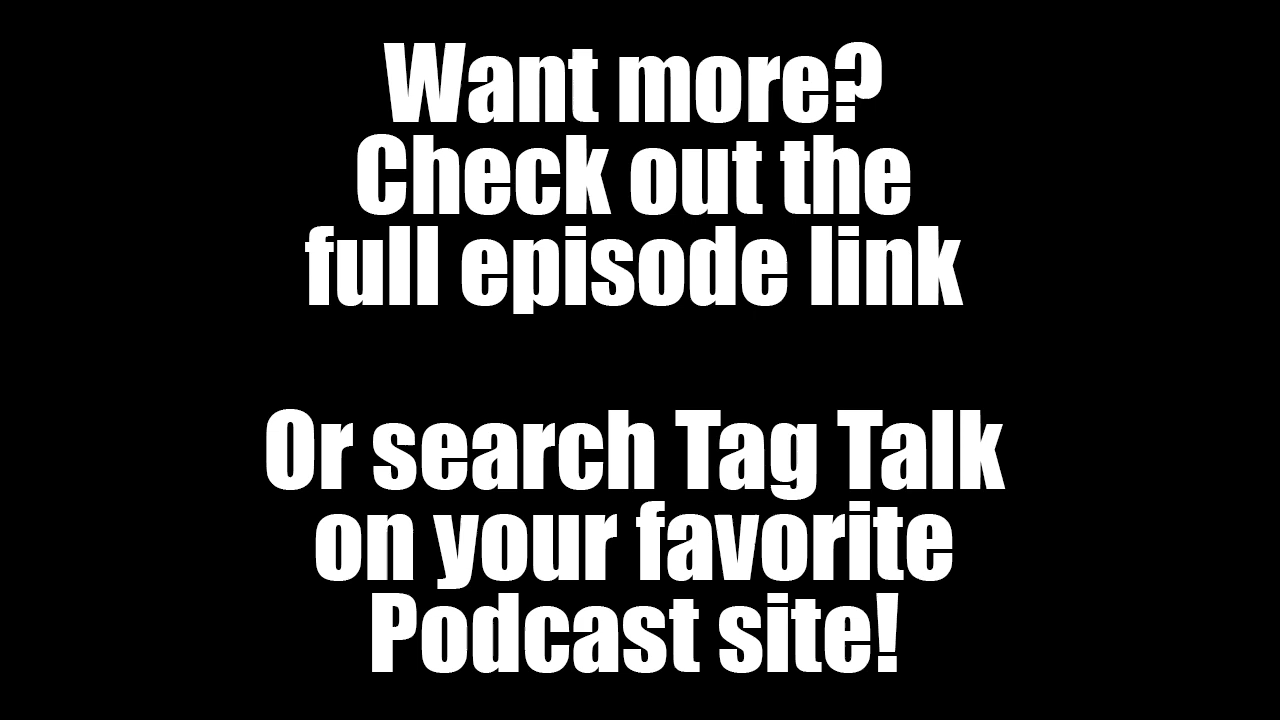 Want more?
Check out the
full episode link
Or search Tag Talk
on your favorite
Podcast site!